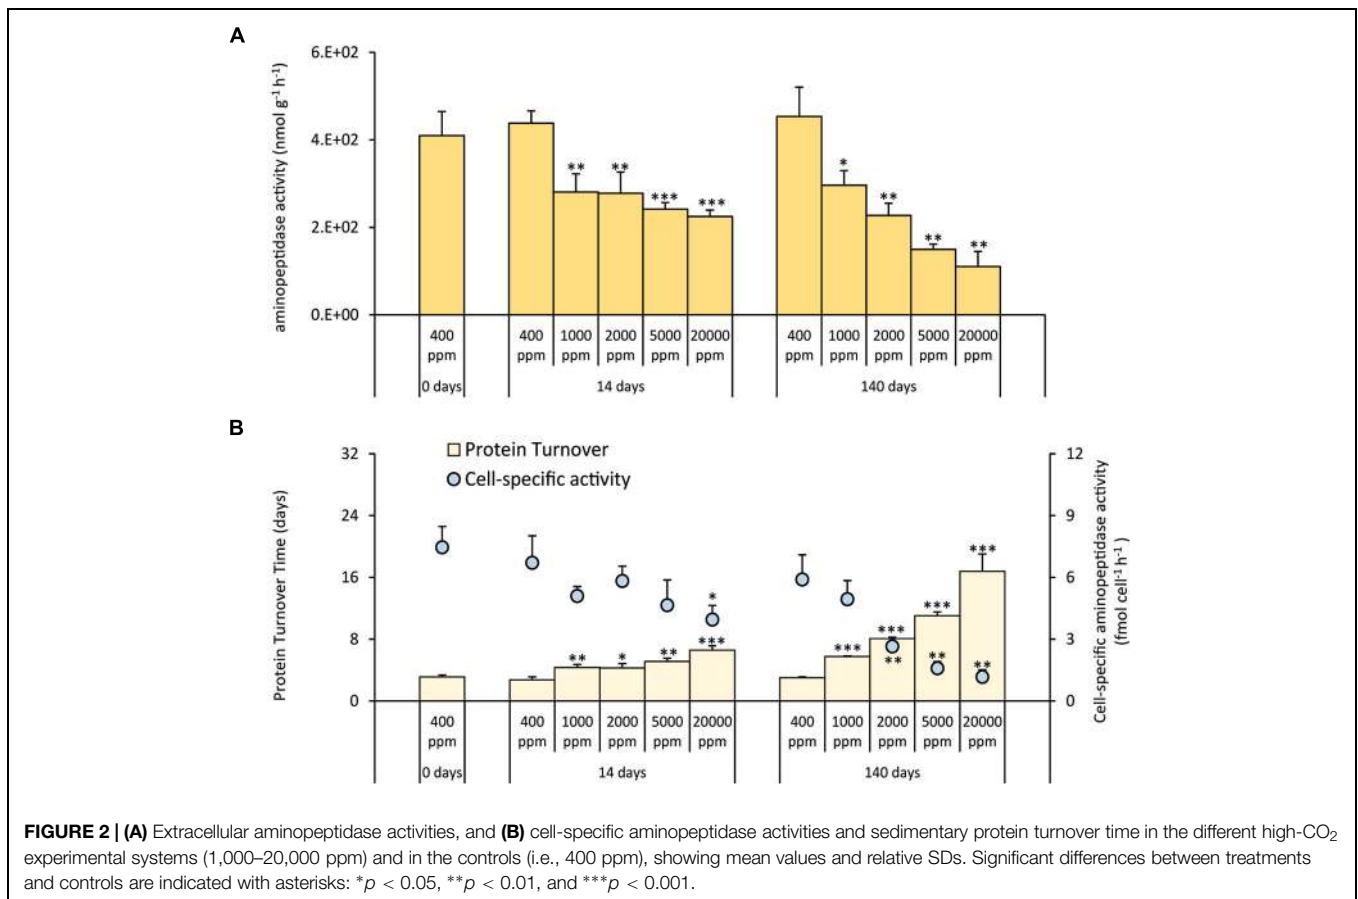 A
aminopeptidase activity (nmol g-1 h-1)
6.E+02
4.E+02
2.E+02
0.E+00
** ** *** ***
* ** ** **
400 ppm
400 ppm 1000 ppm 2000 ppm 5000 ppm 20000 ppm
400 ppm 1000 ppm 2000 ppm 5000 ppm 20000 ppm
0 days 14 days 140 days
B
Protein Turnover
Cell-specific activity
Protein Turnover Time (days)
32
24
16
8
0
12
9
6
3
0
Cell-specific aminopeptidase activity
(fmol cell-1 h-1)
** * ** *** *
*** *** *** ***
** ** **
400 ppm
400 ppm 1000 ppm 2000 ppm 5000 ppm 20000 ppm
400 ppm 1000 ppm 2000 ppm 5000 ppm 20000 ppm
0 days 14 days 140 days
FIGURE 2 | (A) Extracellular aminopeptidase activities, and (B) cell-specific aminopeptidase activities and sedimentary protein turnover time in the different high-CO2
experimental systems (1,000–20,000 ppm) and in the controls (i.e., 400 ppm), showing mean values and relative SDs. Significant differences between treatments
and controls are indicated with asterisks: *p < 0.05, **p < 0.01, and ***p < 0.001.